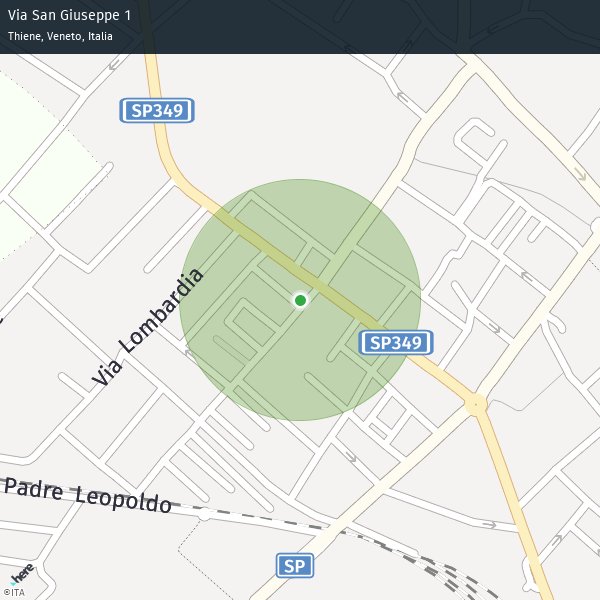 Via San Giuseppe 1
Thiene, Veneto, Italia
SP349
Via Lombardia
SP349
Padre Leopoldo
SP
here
©ITA